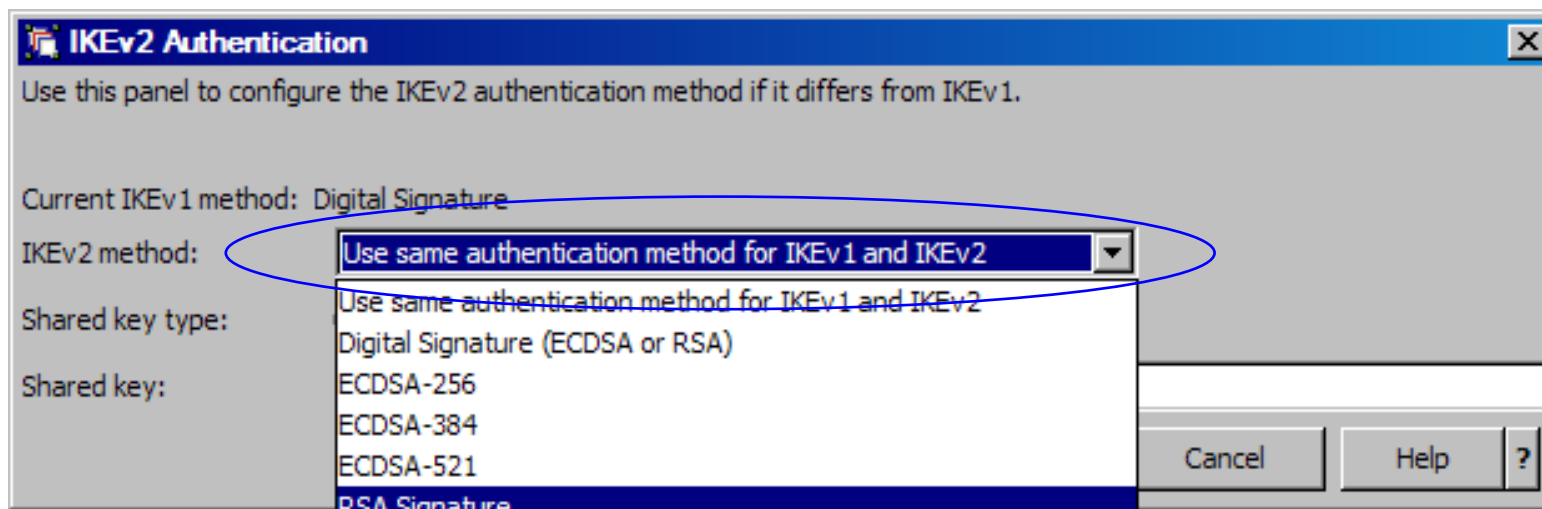 IKEv2 Authentication
Use this panel to configure the IKEv2 authentication method if it differs from IKEv1.
Current IKEv1 method: Digital Signature
IKEv2 method: Use same authentication method for IKEv1 and IKEv2
Use same authentication method for IKEv1 and IKEv2
Shared key type:
Digital Signature (ECDSA or RSA)
Shared key:
ECDSA-256
ECDSA-384
ECDSA-521
Cancel Help ?
RSA Signature